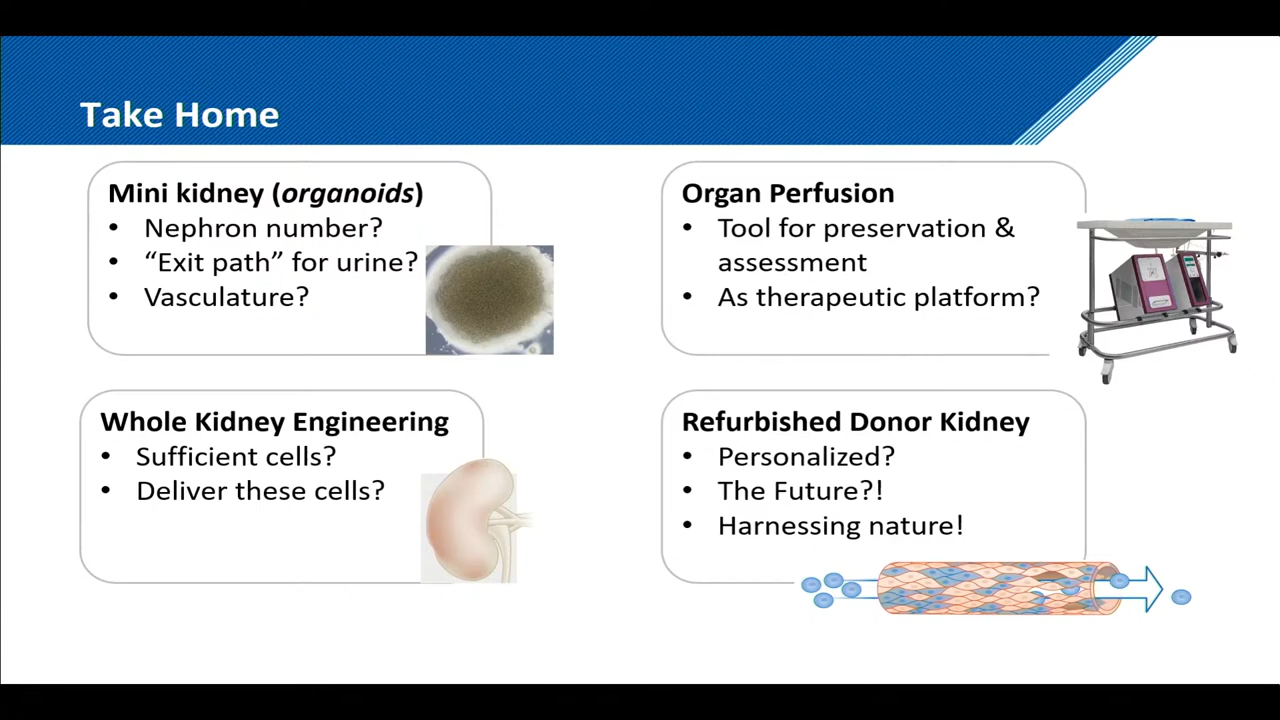 Take Home
Mini kidney (organoids)
• Nephron number?
• “Exit path” for urine?
• Vasculature?
Organ Perfusion
• Tool for preservation &
assessment
• As therapeutic platform?
Whole Kidney Engineering
• Sufficient cells?
• Deliver these cells?
Refurbished Donor Kidney
• Personalized?
• The Future?!
• Harnessing nature!